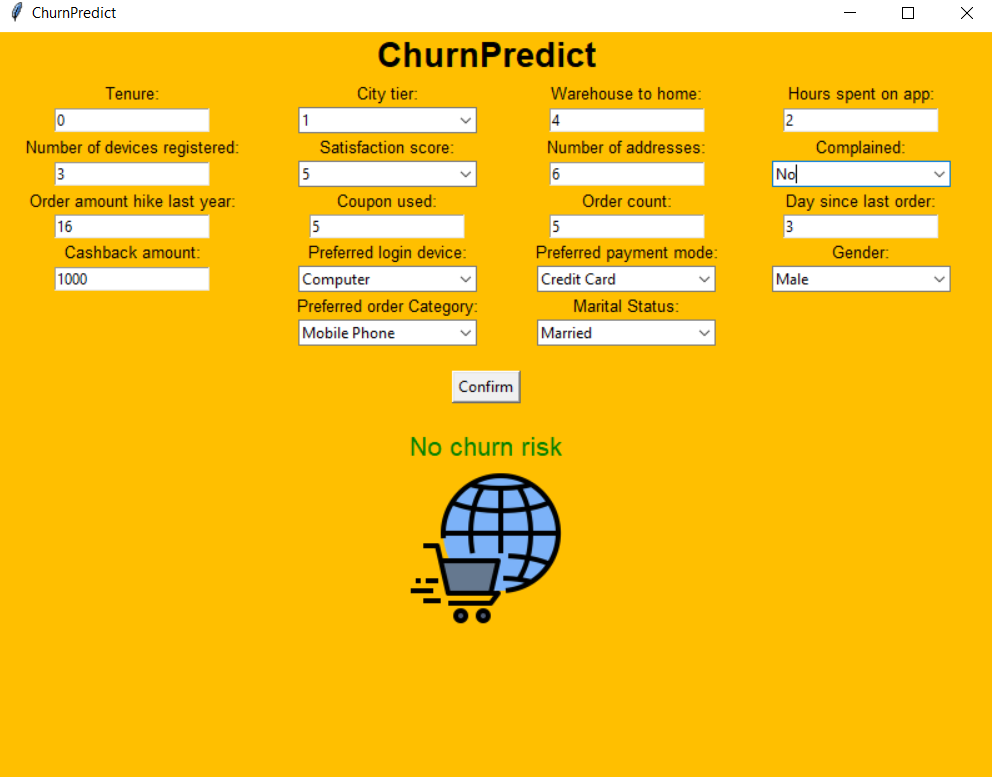 ChurnPredict
ChurnPredict
Tenure: City tier: Warehouse to home: Hours spent on app:
0 1 4 2
Number of devices registered: Satisfaction score: Number of addresses: Complained:
3 5 6 No
Order amount hike last year: Coupon used: Order count: Day since last order:
16 5 5 3
Cashback amount: Preferred login device: Preferred payment mode: Gender:
1000 Computer Credit Card Male
Preferred order Category: Marital Status:
Mobile Phone Married
Confirm
No churn risk